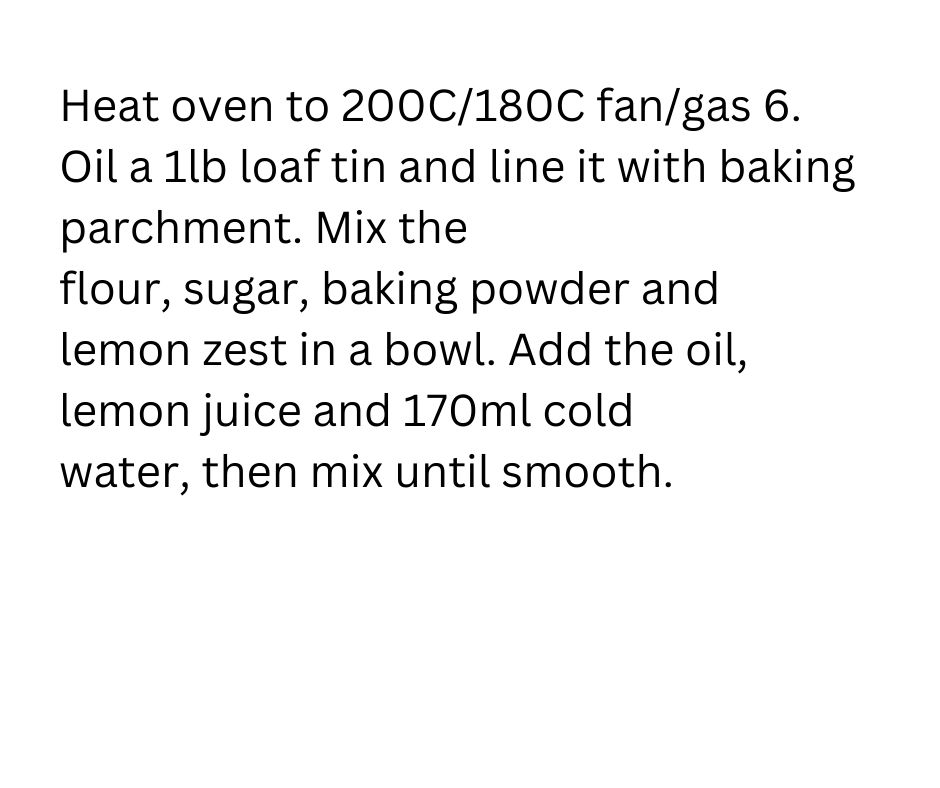 Heat oven to 200C/180C fan/gas 6.
Oil a 1lb loaf tin and line it with baking
parchment. Mix the
flour, sugar, baking powder and
lemon zest in a bowl. Add the oil,
lemon juice and 170ml cold
water, then mix until smooth.